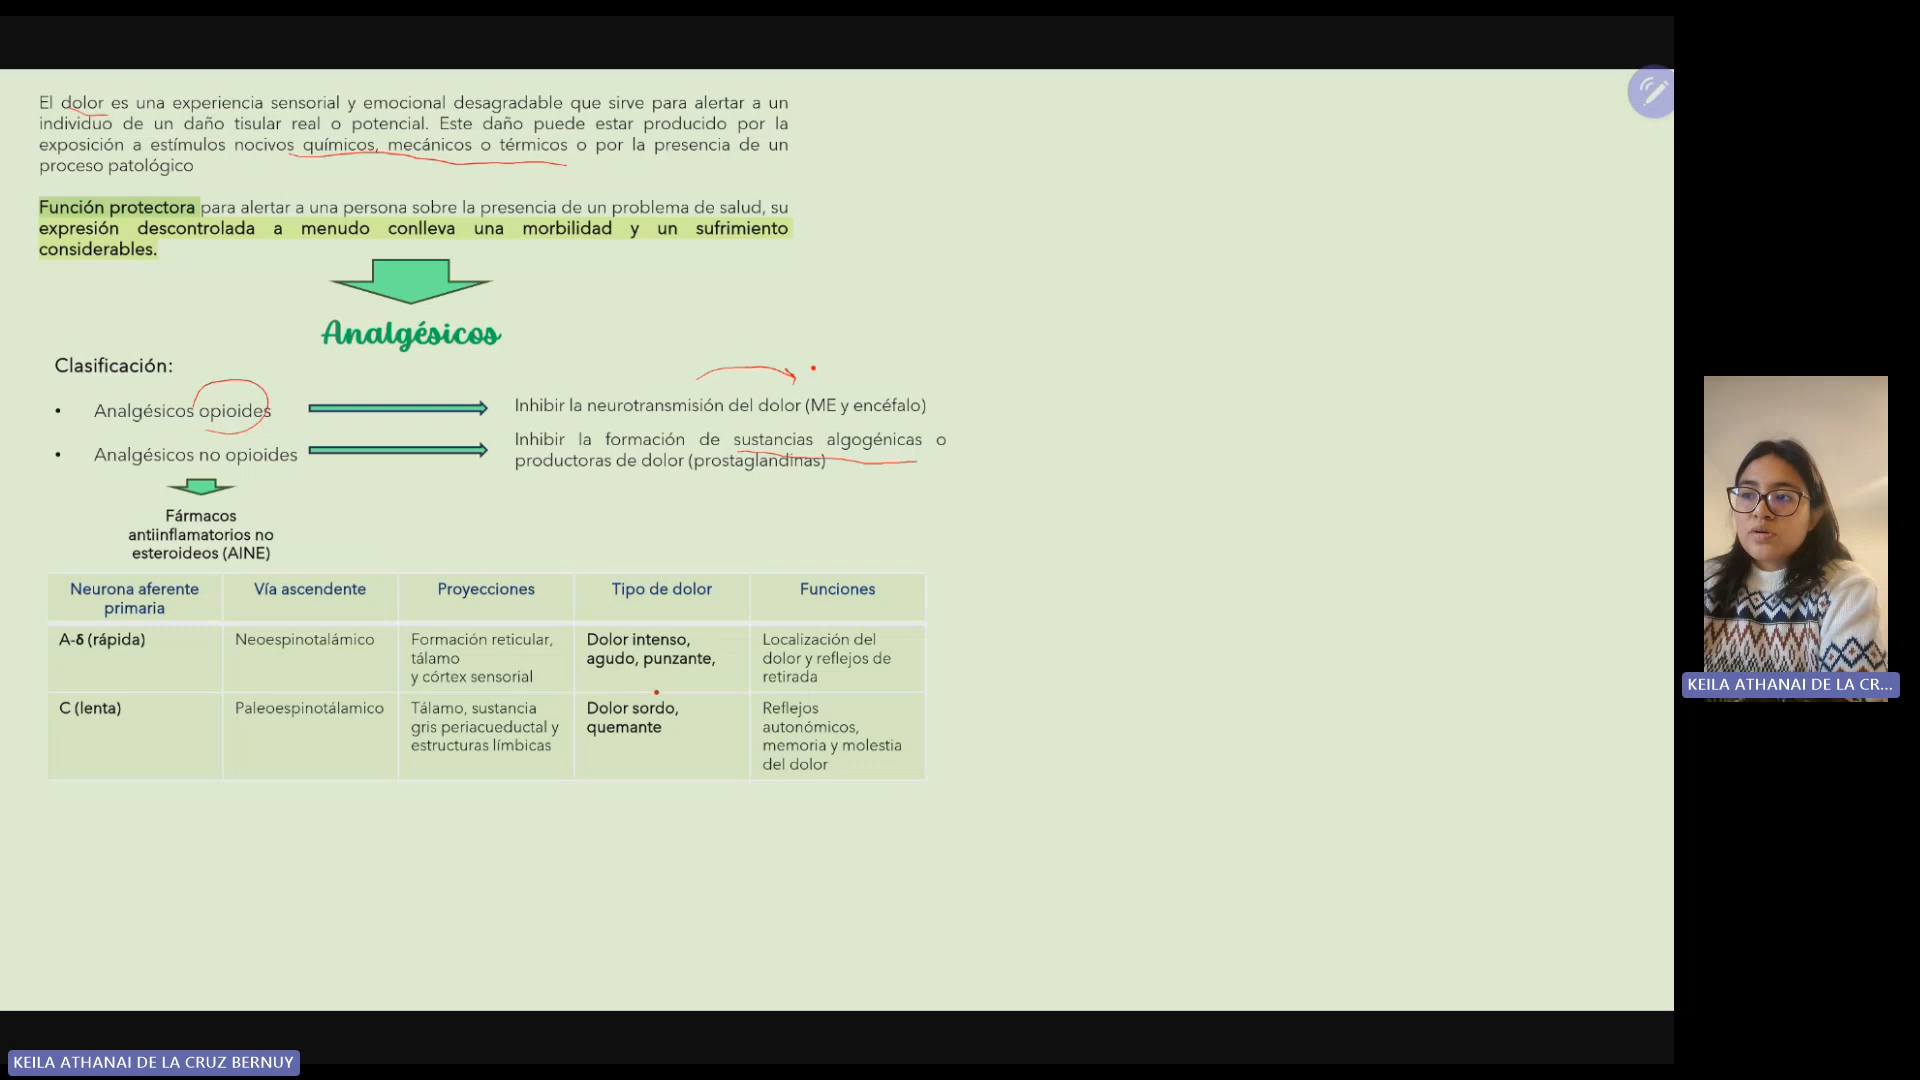 El dolor es una experiencia sensorial y emocional desagradable que sirve para alertar a un
individuo de un daño tisular real o potencial. Este daño puede estar producido por la
exposición a estímulos nocivos químicos, mecánicos o térmicos o por la presencia de un
proceso patológico
Función protectora para alertar a una persona sobre la presencia de un problema de salud, su
expresión descontrolada a menudo conlleva una morbilidad y un sufrimiento
considerables.
Analgésicos
Clasificación:
• Analgésicos opioides
Inhibir la neurotransmisión del dolor (ME y encéfalo)
• Analgésicos no opioides
Inhibir la formación de sustancias algogénicas o
productoras de dolor (prostaglandinas)
Fármacos
antiinflamatorios no
esteroideos (AINE)
Neurona aferente
primaria
Vía ascendente
Proyecciones
Tipo de dolor
Funciones
A-δ (rápida)
Neoespinotalámico
Formación reticular,
tálamo
y córtex sensorial
Dolor intenso,
agudo, punzante,
Localización del
dolor y reflejos de
retirada
C (lenta)
Paleoespinotálamico
Tálamo, sustancia
gris periacueductal y
estructuras límbicas
Dolor sordo,
quemante
Reflejos
autonómicos,
memoria y molestia
del dolor
KEILA ATHANAI DE LA CR...
KEILA ATHANAI DE LA CRUZ BERNUY